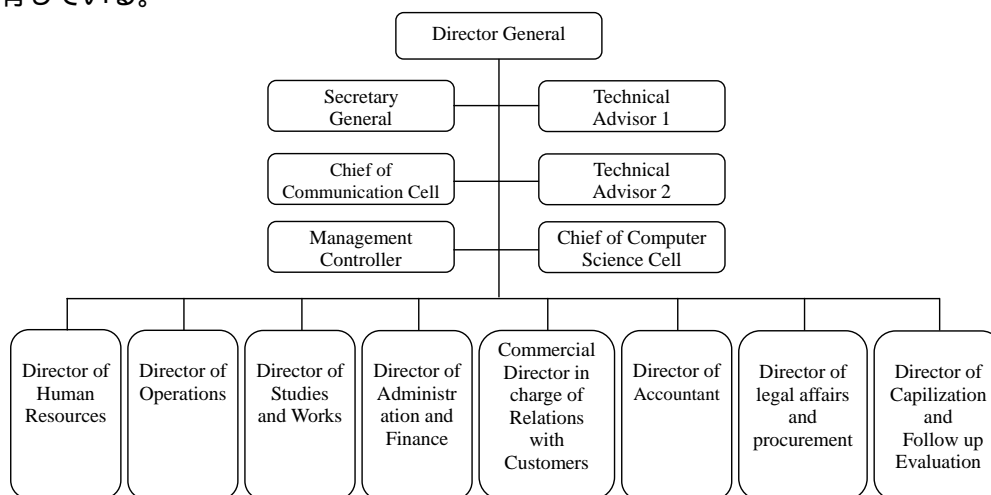 有している。
Director General
Secretary
General
Technical
Advisor 1
Chief of
Communication Cell
Technical
Advisor 2
Management
Controller
Chief of Computer
Science Cell
Director of
Human
Resources
Director of
Operations
Director of
Studies
and Works
Director of
Administr
ation and
Finance
Commercial
Director in
charge of
Relations
with
Customers
Director of
Accountant
Director of
legal affairs
and
procurement
Director of
Capilization
and
Follow up
Evaluation